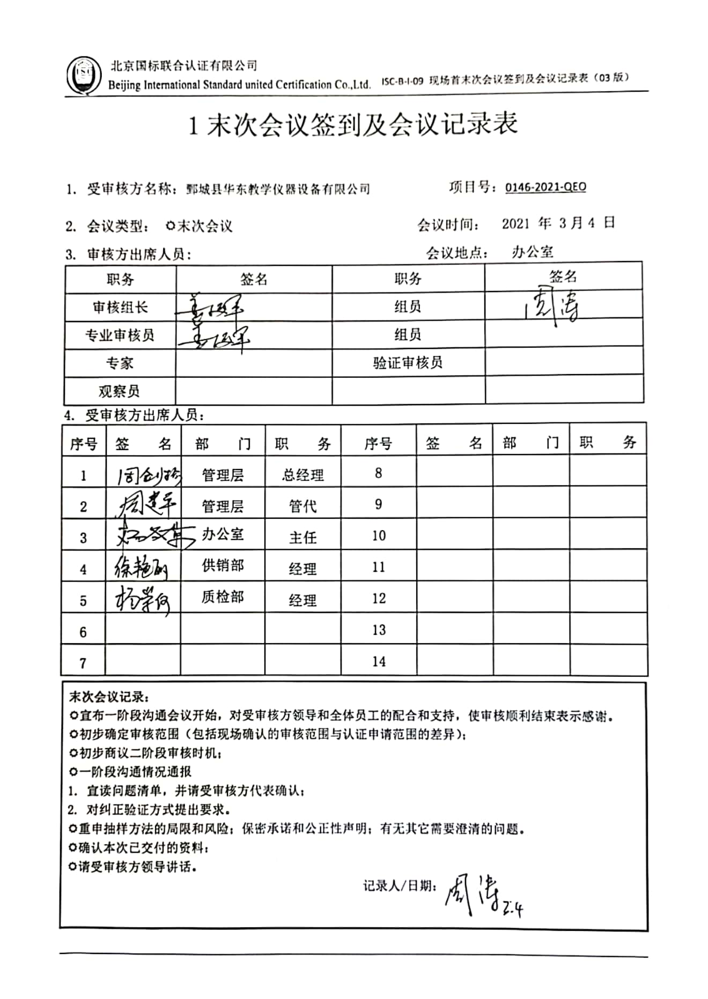 北京国标联合认证有限公司
Beijing International Standard united Certification Co.,Ltd. ISC-B-I-09 现场首末次会议签到及会议记录表（03 版）
1 末次会议签到及会议记录表
1. 受审核方名称：鄄城县华东教学仪器设备有限公司 项目号：0146-2021-QEO
2. 会议类型： 末次会议 会议时间： 2021 年 3 月 4 日
3. 审核方出席人员： 会议地点： 办公室
职务 签名 职务 签名
审核组长 组员 周涛
专业审核员 组员
专家 验证审核员
观察员
4. 受审核方出席人员：
序号 签 名 部 门 职 务 序号 签 名 部 门 职 务
1 管理层 总经理 8
2 周建平 管理层 管代 9
3 办公室 主任 10
4 徐艳丽 供销部 经理 11
5 质检部 经理 12
6 13
7 14
末次会议记录：
宣布一阶段沟通会议开始，对受审核方领导和全体员工的配合和支持，使审核顺利结束表示感谢。
初步确定审核范围（包括现场确认的审核范围与认证申请范围的差异）；
初步商议二阶段审核时机；
一阶段沟通情况通报
1. 宣读问题清单，并请受审核方代表确认；
2. 对纠正验证方式提出要求。
重申抽样方法的局限和风险；保密承诺和公正性声明；有无其它需要澄清的问题。
确认本次已交付的资料：
请受审核方领导讲话。
记录人/日期： 周涛